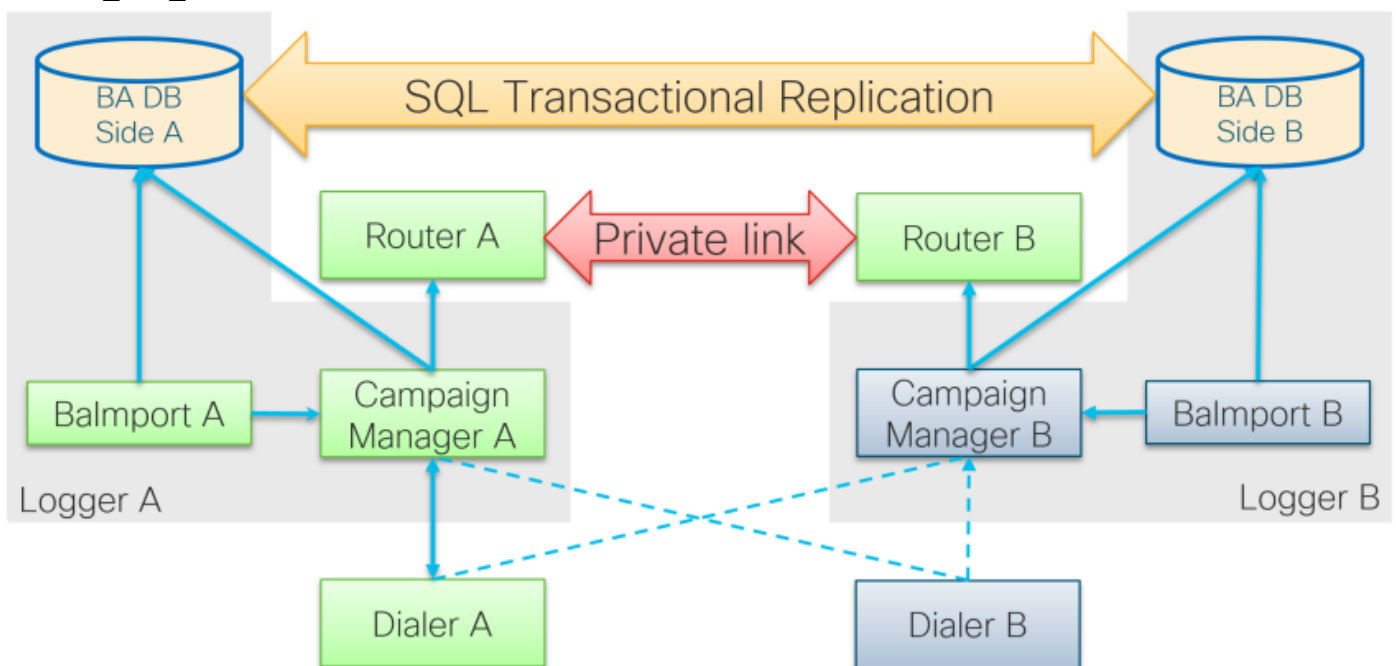 BA DB
Side A
SQL Transactional Replication
BA DB
Side B
Router A
Private link
Router B
BaImport A
Campaign
Manager A
Campaign
Manager B
BaImport B
Logger A
Logger B
Dialer A
Dialer B